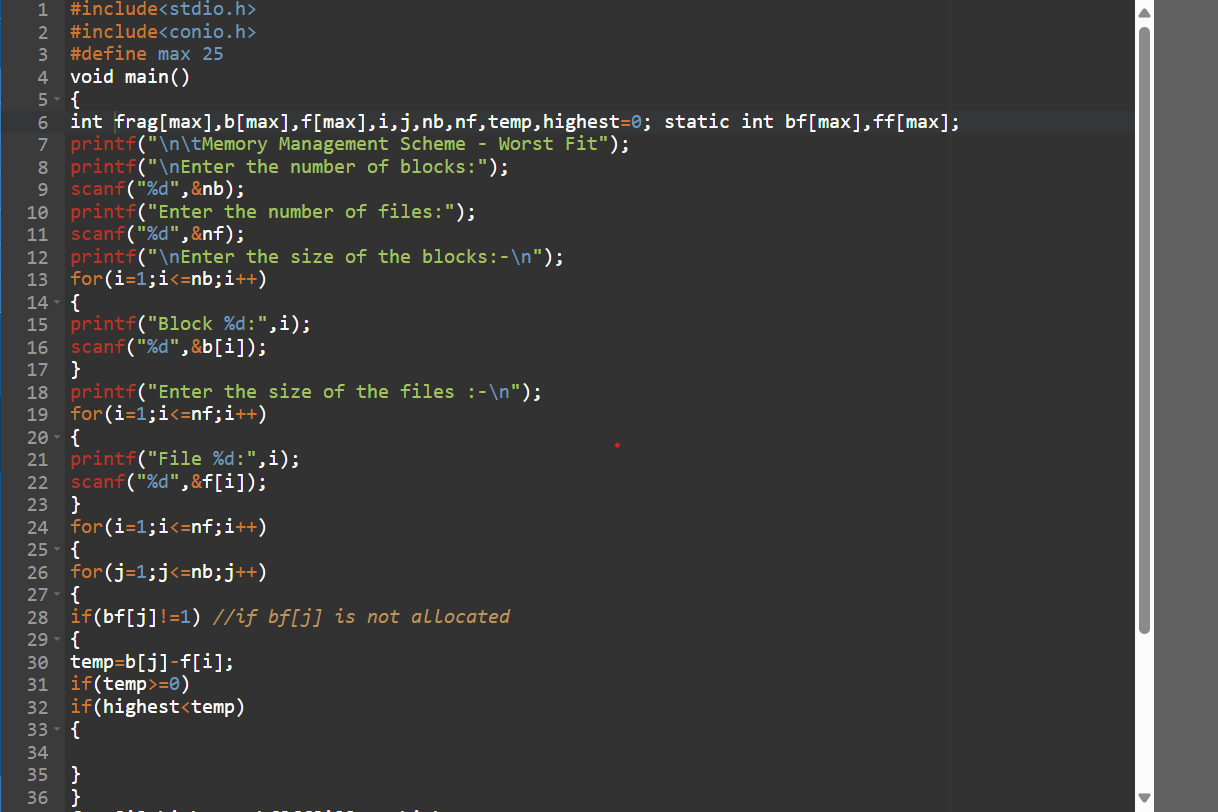 1 #include<stdio.h>
2 #include<conio.h>
3 #define max 25
4 void main()
5 {
6 int frag[max],b[max],f[max],i,j,nb,nf,temp,highest=0; static int bf[max],ff[max];
7 printf("\n\tMemory Management Scheme - Worst Fit");
8 printf("\nEnter the number of blocks:");
9 scanf("%d",&nb);
10 printf("Enter the number of files:");
11 scanf("%d",&nf);
12 printf("\nEnter the size of the blocks:-\n");
13 for(i=1;i<=nb;i++)
14 {
15 printf("Block %d:",i);
16 scanf("%d",&b[i]);
17 }
18 printf("Enter the size of the files :-\n");
19 for(i=1;i<=nf;i++)
20 {
21 printf("File %d:",i);
22 scanf("%d",&f[i]);
23 }
24 for(i=1;i<=nf;i++)
25 {
26 for(j=1;j<=nb;j++)
27 {
28 if(bf[j]!=1) //if bf[j] is not allocated
29 {
30 temp=b[j]-f[i];
31 if(temp>=0)
32 if(highest<temp)
33 {
34
35 }
36 }